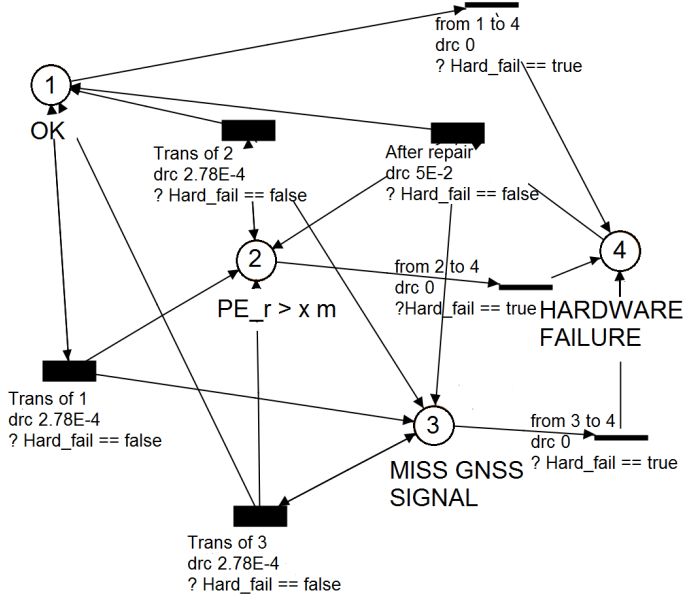 from 1 to 4
drc 0
? Hard_fail == true
1
OK
Trans of 2
drc 2.78E-4
? Hard_fail == false
After repair
drc 5E-2
? Hard_fail == false
2
PE_r > x m
from 2 to 4
drc 0
?Hard_fail == true
4
HARDWARE
FAILURE
Trans of 1
drc 2.78E-4
? Hard_fail == false
3
MISS GNSS
SIGNAL
from 3 to 4
drc 0
? Hard_fail == true
Trans of 3
drc 2.78E-4
? Hard_fail == false